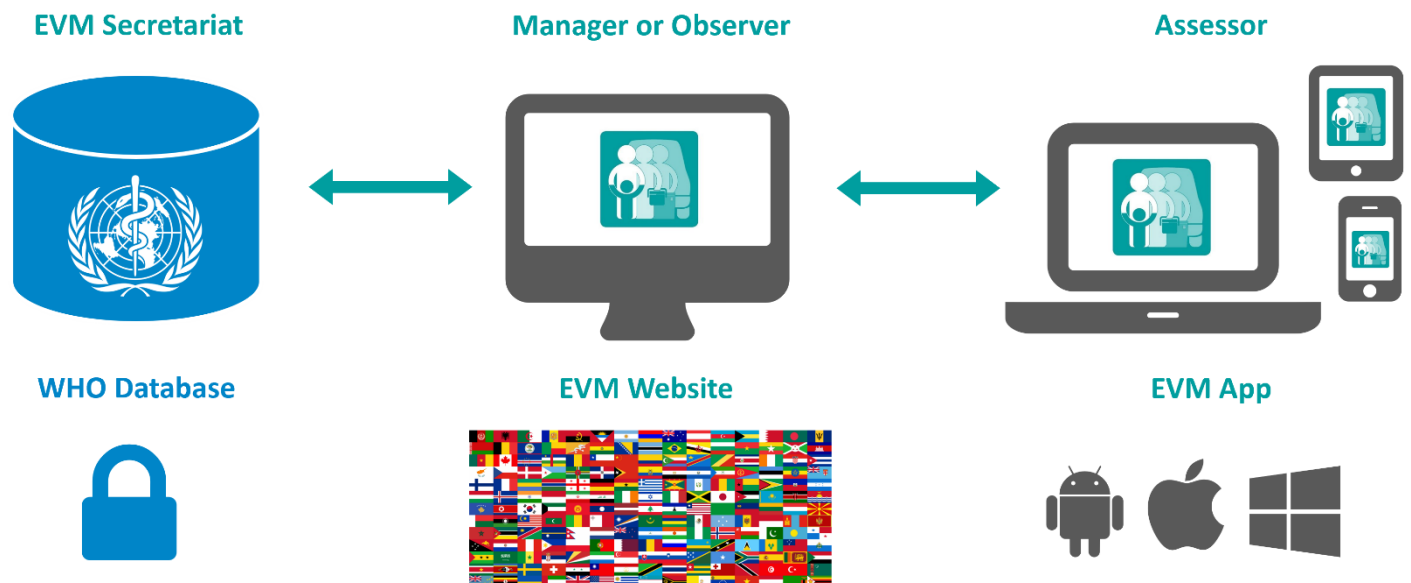 EVM Secretariat
Manager or Observer
Assessor
WHO Database
EVM Website
EVM App